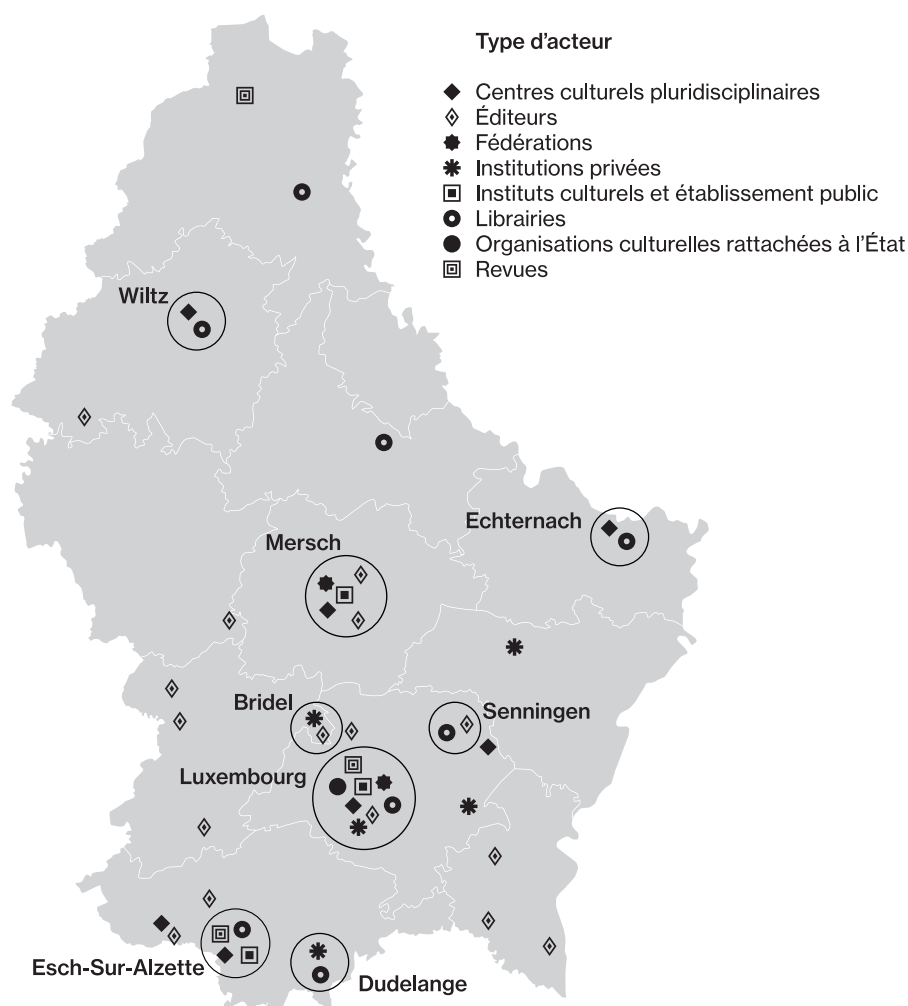 Type d'acteur
Centres culturels pluridisciplinaires
Éditeurs
Fédérations
Institutions privées
Instituts culturels et établissement public
Librairies
Organisations culturelles rattachées à l'État
Revues
Wiltz
Echternach
Mersch
Bridel
Senningen
Luxembourg
Esch-Sur-Alzette
Dudelange